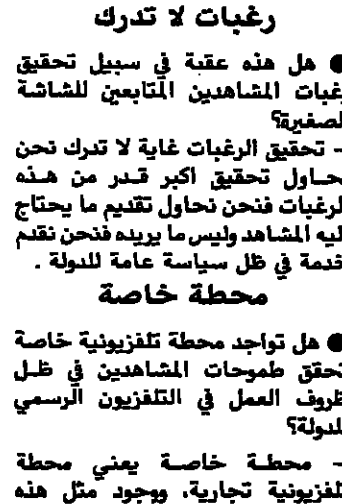 رغبات لا تدرك
● هل هذه عقبة في سبيل تحقيق
رغبات المشاهدين المتابعين للشاشة
الصغيرة؟
- تحقيق الرغبات غاية لا تدرك نحن
نحاول تحقيق اكبر قدر من هذه
الرغبات فنحن نحاول تقديم ما يحتاج
اليه المشاهد وليس ما يريده فنحن نقدم
خدمة في ظل سياسة عامة للدولة .
محطة خاصة
● هل تواجد محطة تلفزيونية خاصة
تحقق طموحات المشاهدين في ظل
ظروف العمل في التلفزيون الرسمي
للدولة؟
- محطة خاصة يعني محطة
تلفزيونية تجارية، ووجود مثل هذه